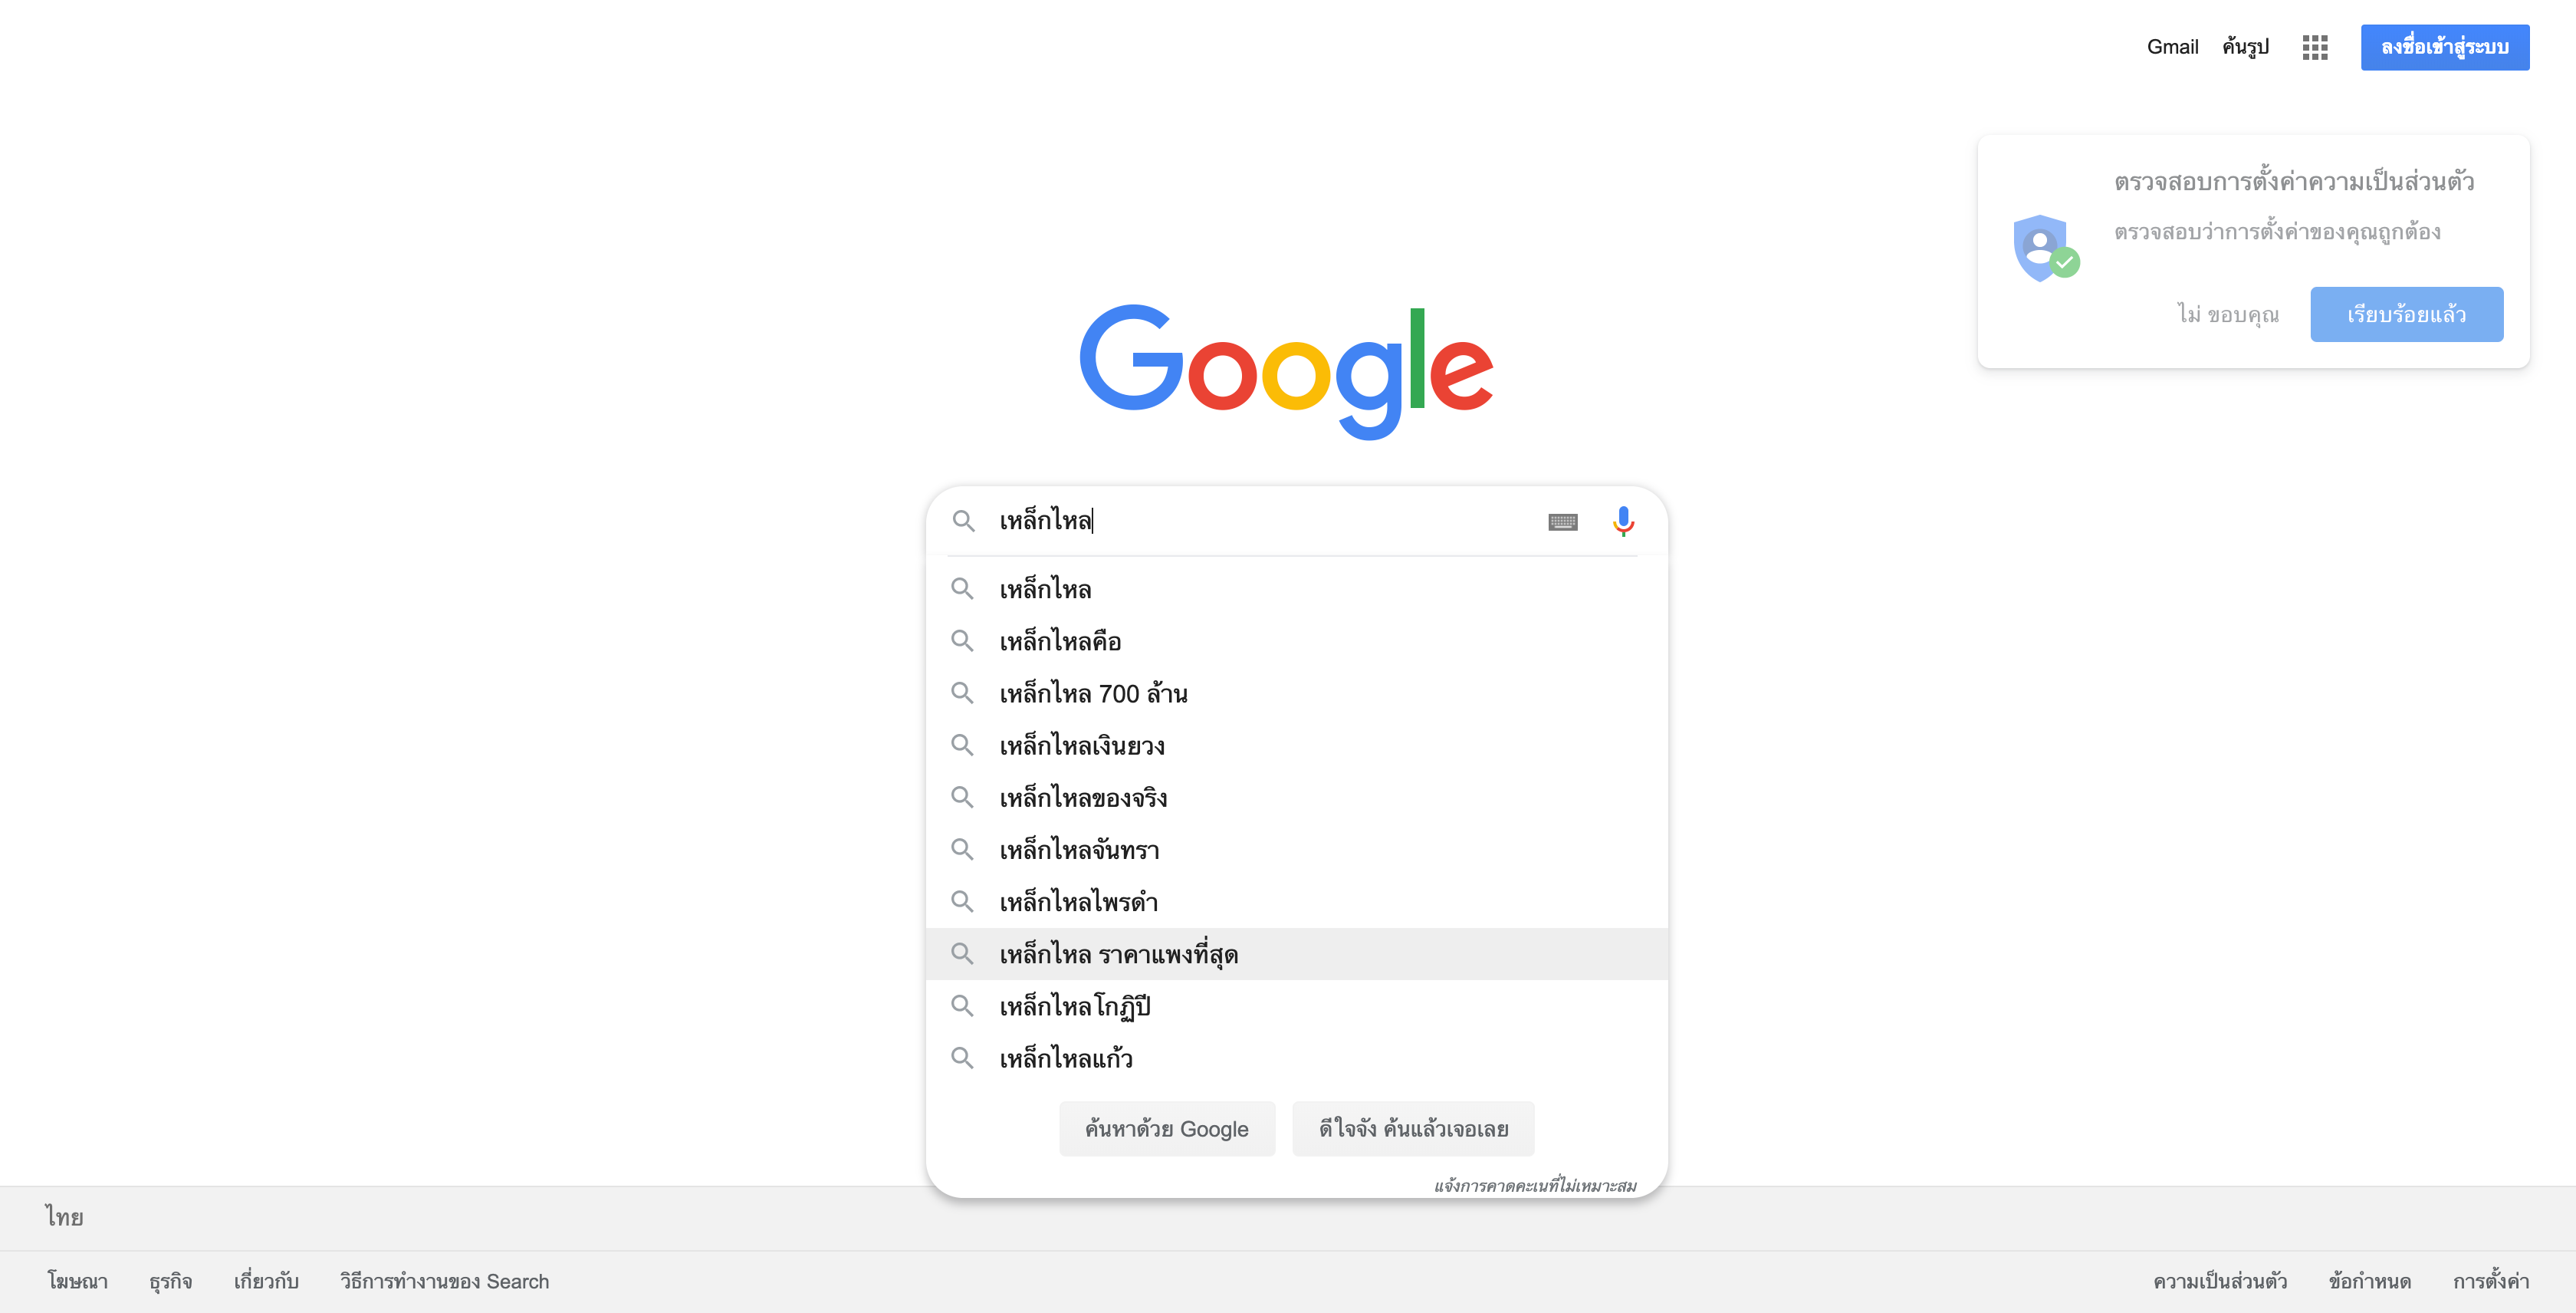 Gmail ค้นรูป ลงชื่อเข้าสู่ระบบ
ตรวจสอบการตั้งค่าความเป็นส่วนตัว
ตรวจสอบว่าการตั้งค่าของคุณถูกต้อง
ไม่ ขอบคุณ เรียบร้อยแล้ว
Google
เหล็กไหล
เหล็กไหล
เหล็กไหลคือ
เหล็กไหล 700 ล้าน
เหล็กไหลเงินยวง
เหล็กไหลของจริง
เหล็กไหลจันทรา
เหล็กไหลไพรดำ
เหล็กไหล ราคาแพงที่สุด
เหล็กไหลโกฏิปี
เหล็กไหลแก้ว
ค้นหาด้วย Google ดีใจจัง ค้นแล้วเจอเลย
แจ้งการคาดคะเนที่ไม่เหมาะสม
ไทย
โฆษณา ธุรกิจ เกี่ยวกับ วิธีการทำงานของ Search ความเป็นส่วนตัว ข้อกำหนด การตั้งค่า